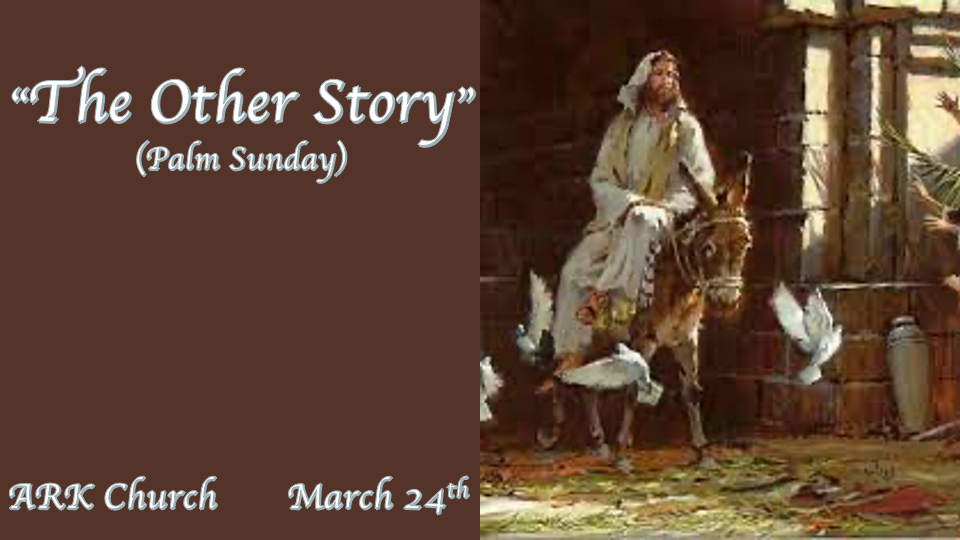 “The Other Story”
(Palm Sunday)
ARK Church March 24th